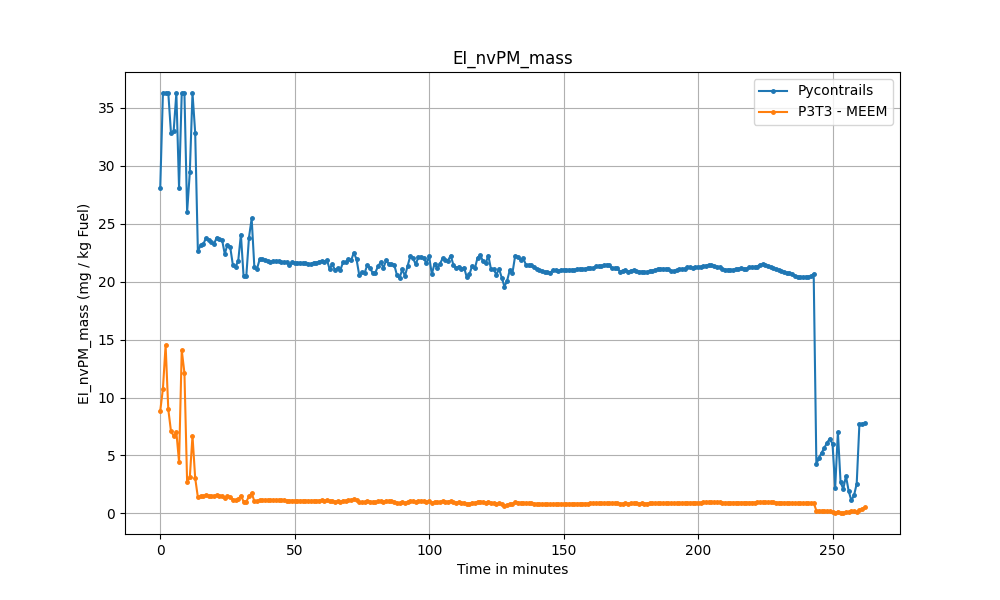 EI_nvPM_mass
Pycontrails
P3T3 - MEEM
EI_nvPM_mass (mg / kg Fuel)
35
30
25
20
15
10
5
0
0 50 100 150 200 250
Time in minutes